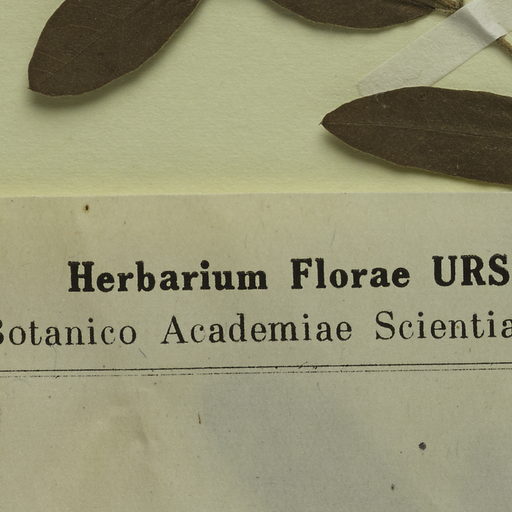 Herbarium Florae URS
Botanico Academiae Scientia